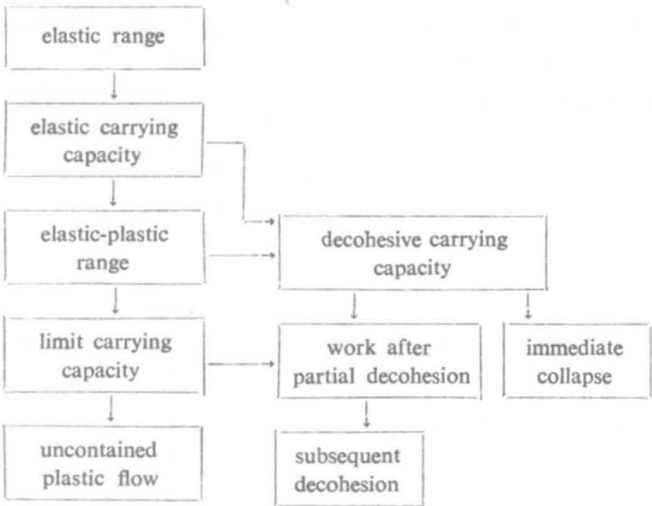 elastic range
elastic carrying
capacity
elastic-plastic
range
decohesive carrying
capacity
limit carrying
capacity
work after
partial decohesion
immediate
collapse
uncontained
plastic flow
subsequent
decohesion